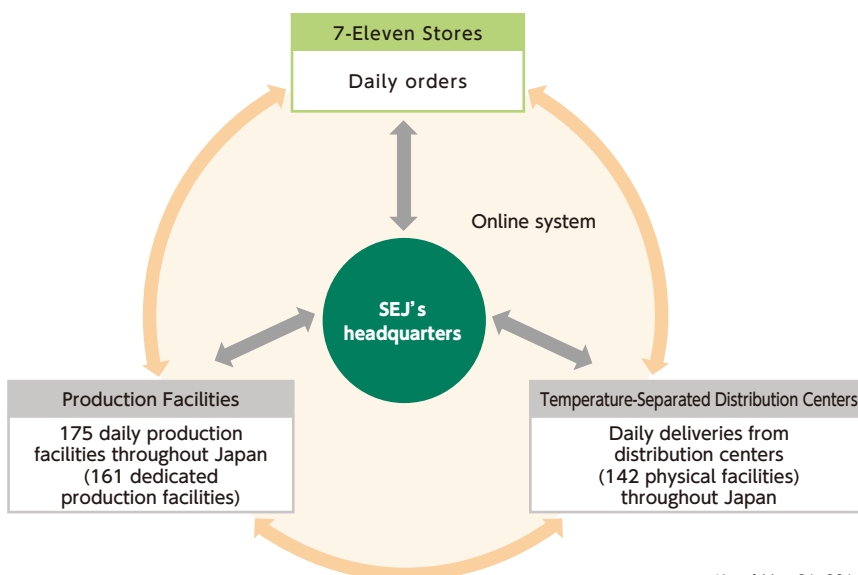 7-Eleven Stores
Daily orders
Online system
SEJ's
headquarters
Production Facilities
175 daily production
facilities throughout Japan
(161 dedicated
production facilities)
Temperature-Separated Distribution Centers
Daily deliveries from
distribution centers
(142 physical facilities)
throughout Japan